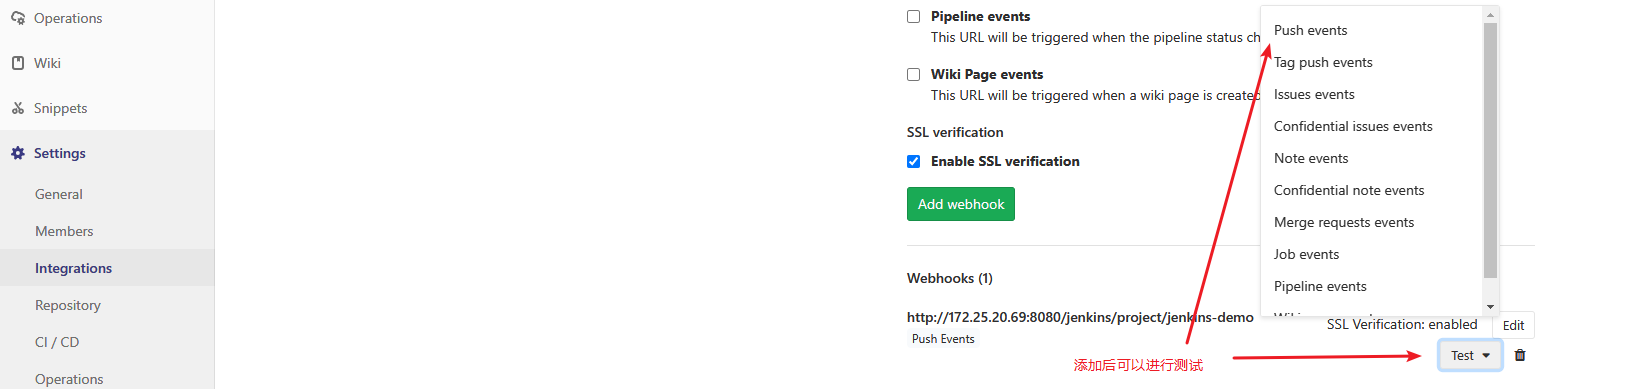 Operations
Wiki
Snippets
Settings
General
Members
Integrations
Repository
CI / CD
Operations
Pipeline events
This URL will be triggered when the pipeline status ch
Wiki Page events
This URL will be triggered when a wiki page is created
SSL verification
Enable SSL verification
Add webhook
Webhooks (1)
http://172.25.20.69:8080/jenkins/project/jenkins-demo
Push Events
SSL Verification: enabled
Edit
Test
添加后可以进行测试
Push events
Tag push events
Issues events
Confidential issues events
Note events
Confidential note events
Merge requests events
Job events
Pipeline events